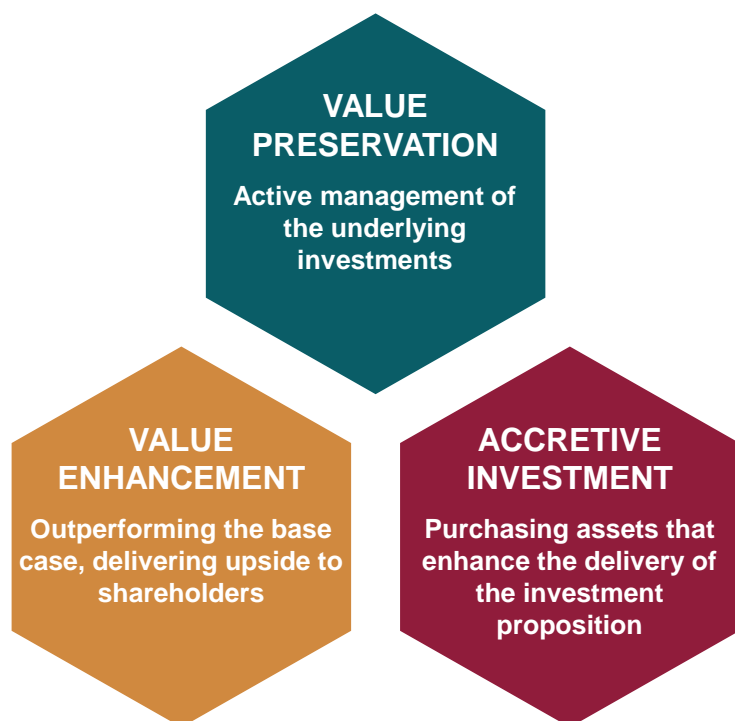 VALUE
PRESERVATION
Active management of
the underlying
investments
VALUE
ENHANCEMENT
Outperforming the base
case, delivering upside to
shareholders
ACCRETIVE
INVESTMENT
Purchasing assets that
enhance the delivery of
the investment
proposition